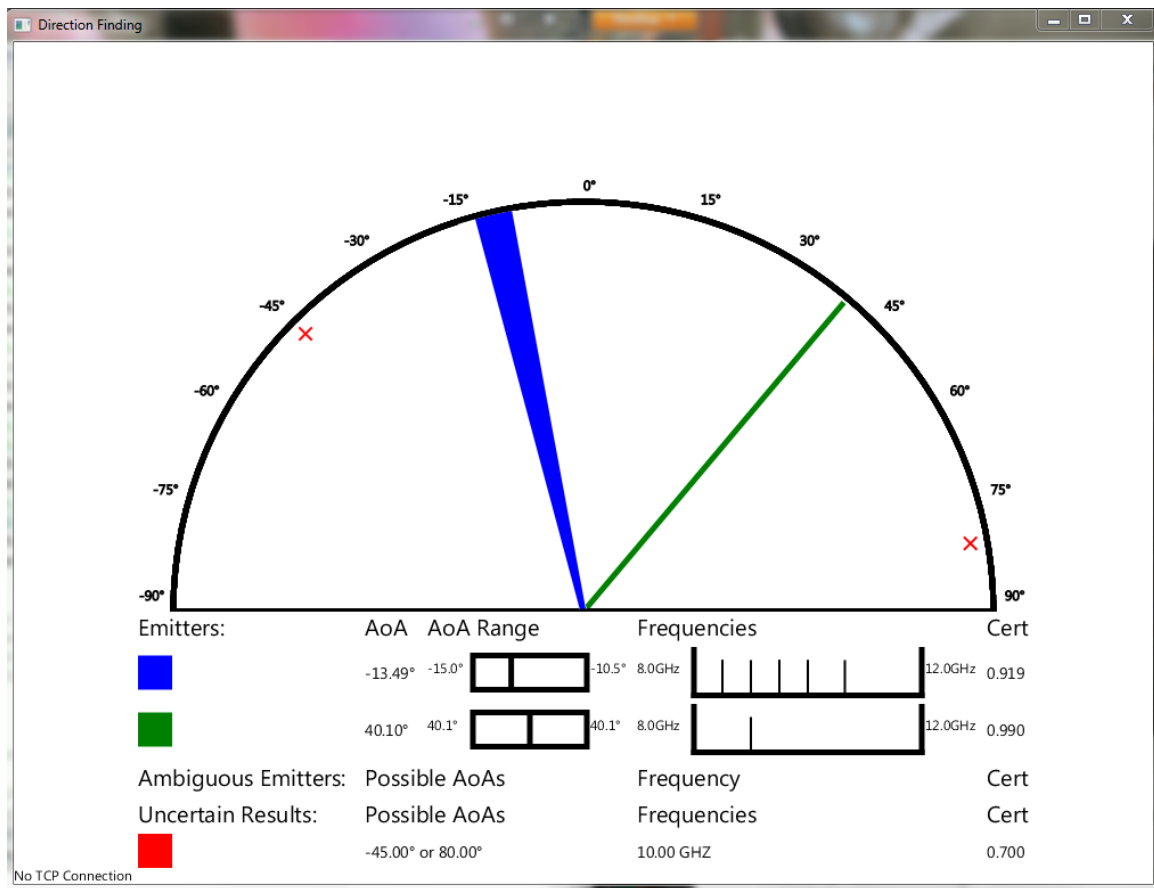 Direction Finding
0°
-15° 15°
-30° 30°
-45° 45°
-60° 60°
-75° 75°
-90° 90°
Emitters: AoA AoA Range Frequencies Cert
-13.49° -15.0° -10.5° 8.0GHz 12.0GHz 0.919
40.10° 40.1° 40.1° 8.0GHz 12.0GHz 0.990
Ambiguous Emitters: Possible AoAs Frequency Cert
Uncertain Results: Possible AoAs Frequencies Cert
-45.00° or 80.00° 10.00 GHZ 0.700
No TCP Connection